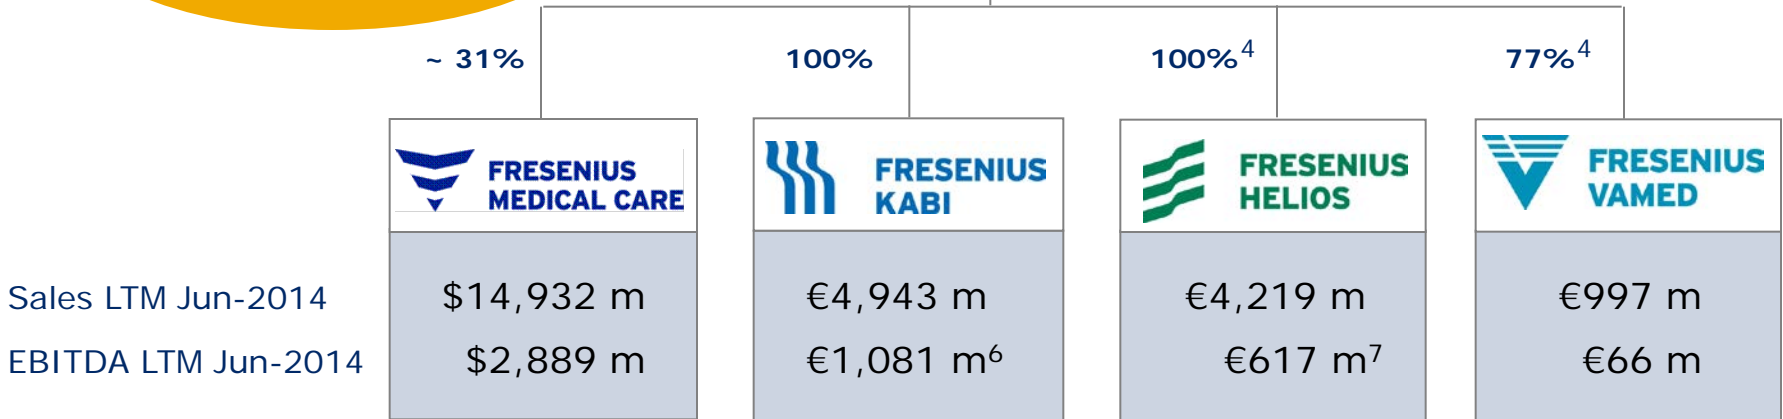 ~ 31% 100% 100%4 77%4
FRESENIUS MEDICAL CARE
FRESENIUS KABI
FRESENIUS HELIOS
FRESENIUS VAMED
Sales LTM Jun-2014 $14,932 m €4,943 m €4,219 m €997 m
EBITDA LTM Jun-2014 $2,889 m €1,081 m6 €617 m7 €66 m